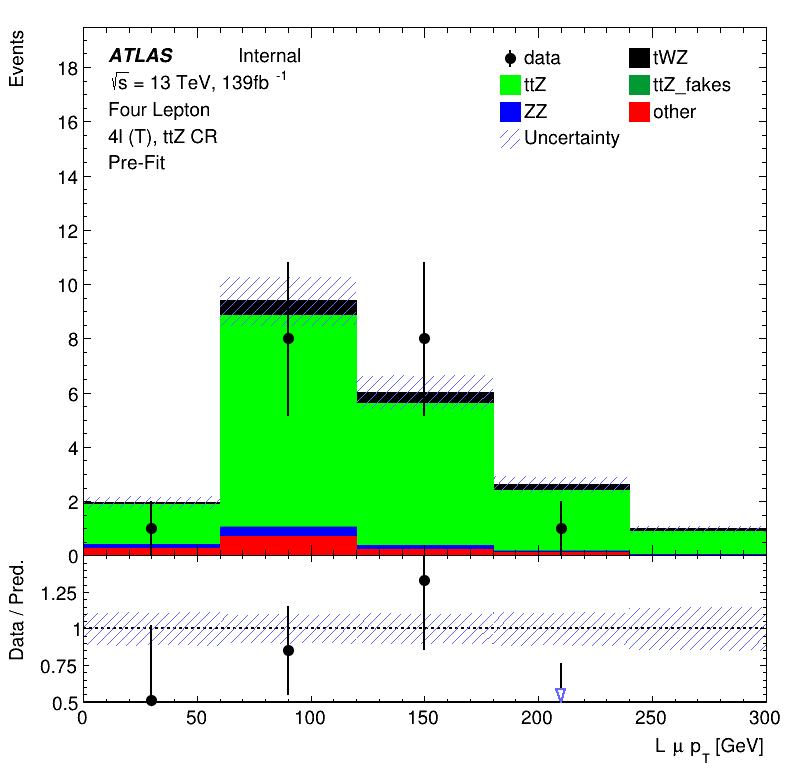 Events
ATLAS Internal
√s = 13 TeV, 139fb -1
Four Lepton
4l (T), ttZ CR
Pre-Fit
data
tWZ
ttZ
ttZ_fakes
ZZ
other
Uncertainty
18
16
14
12
10
8
6
4
2
0
Data / Pred.
1.25
1
0.75
0.5
0 50 100 150 200 250 300
L μ pT [GeV]